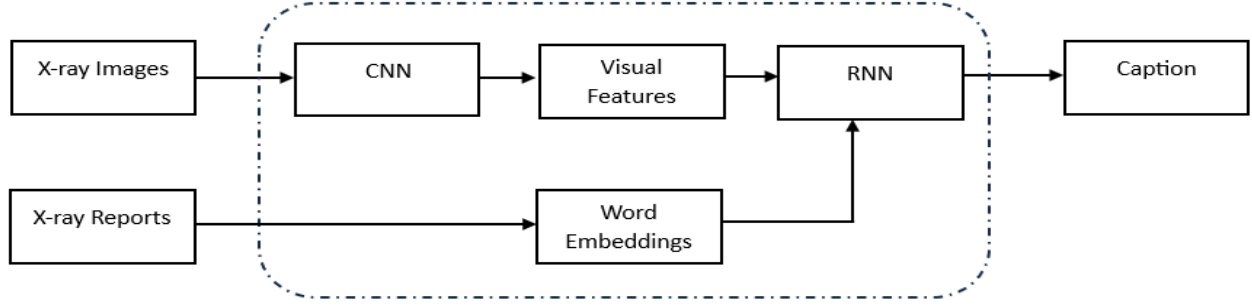 X-ray Images
CNN
Visual
Features
RNN
Caption
X-ray Reports
Word
Embeddings